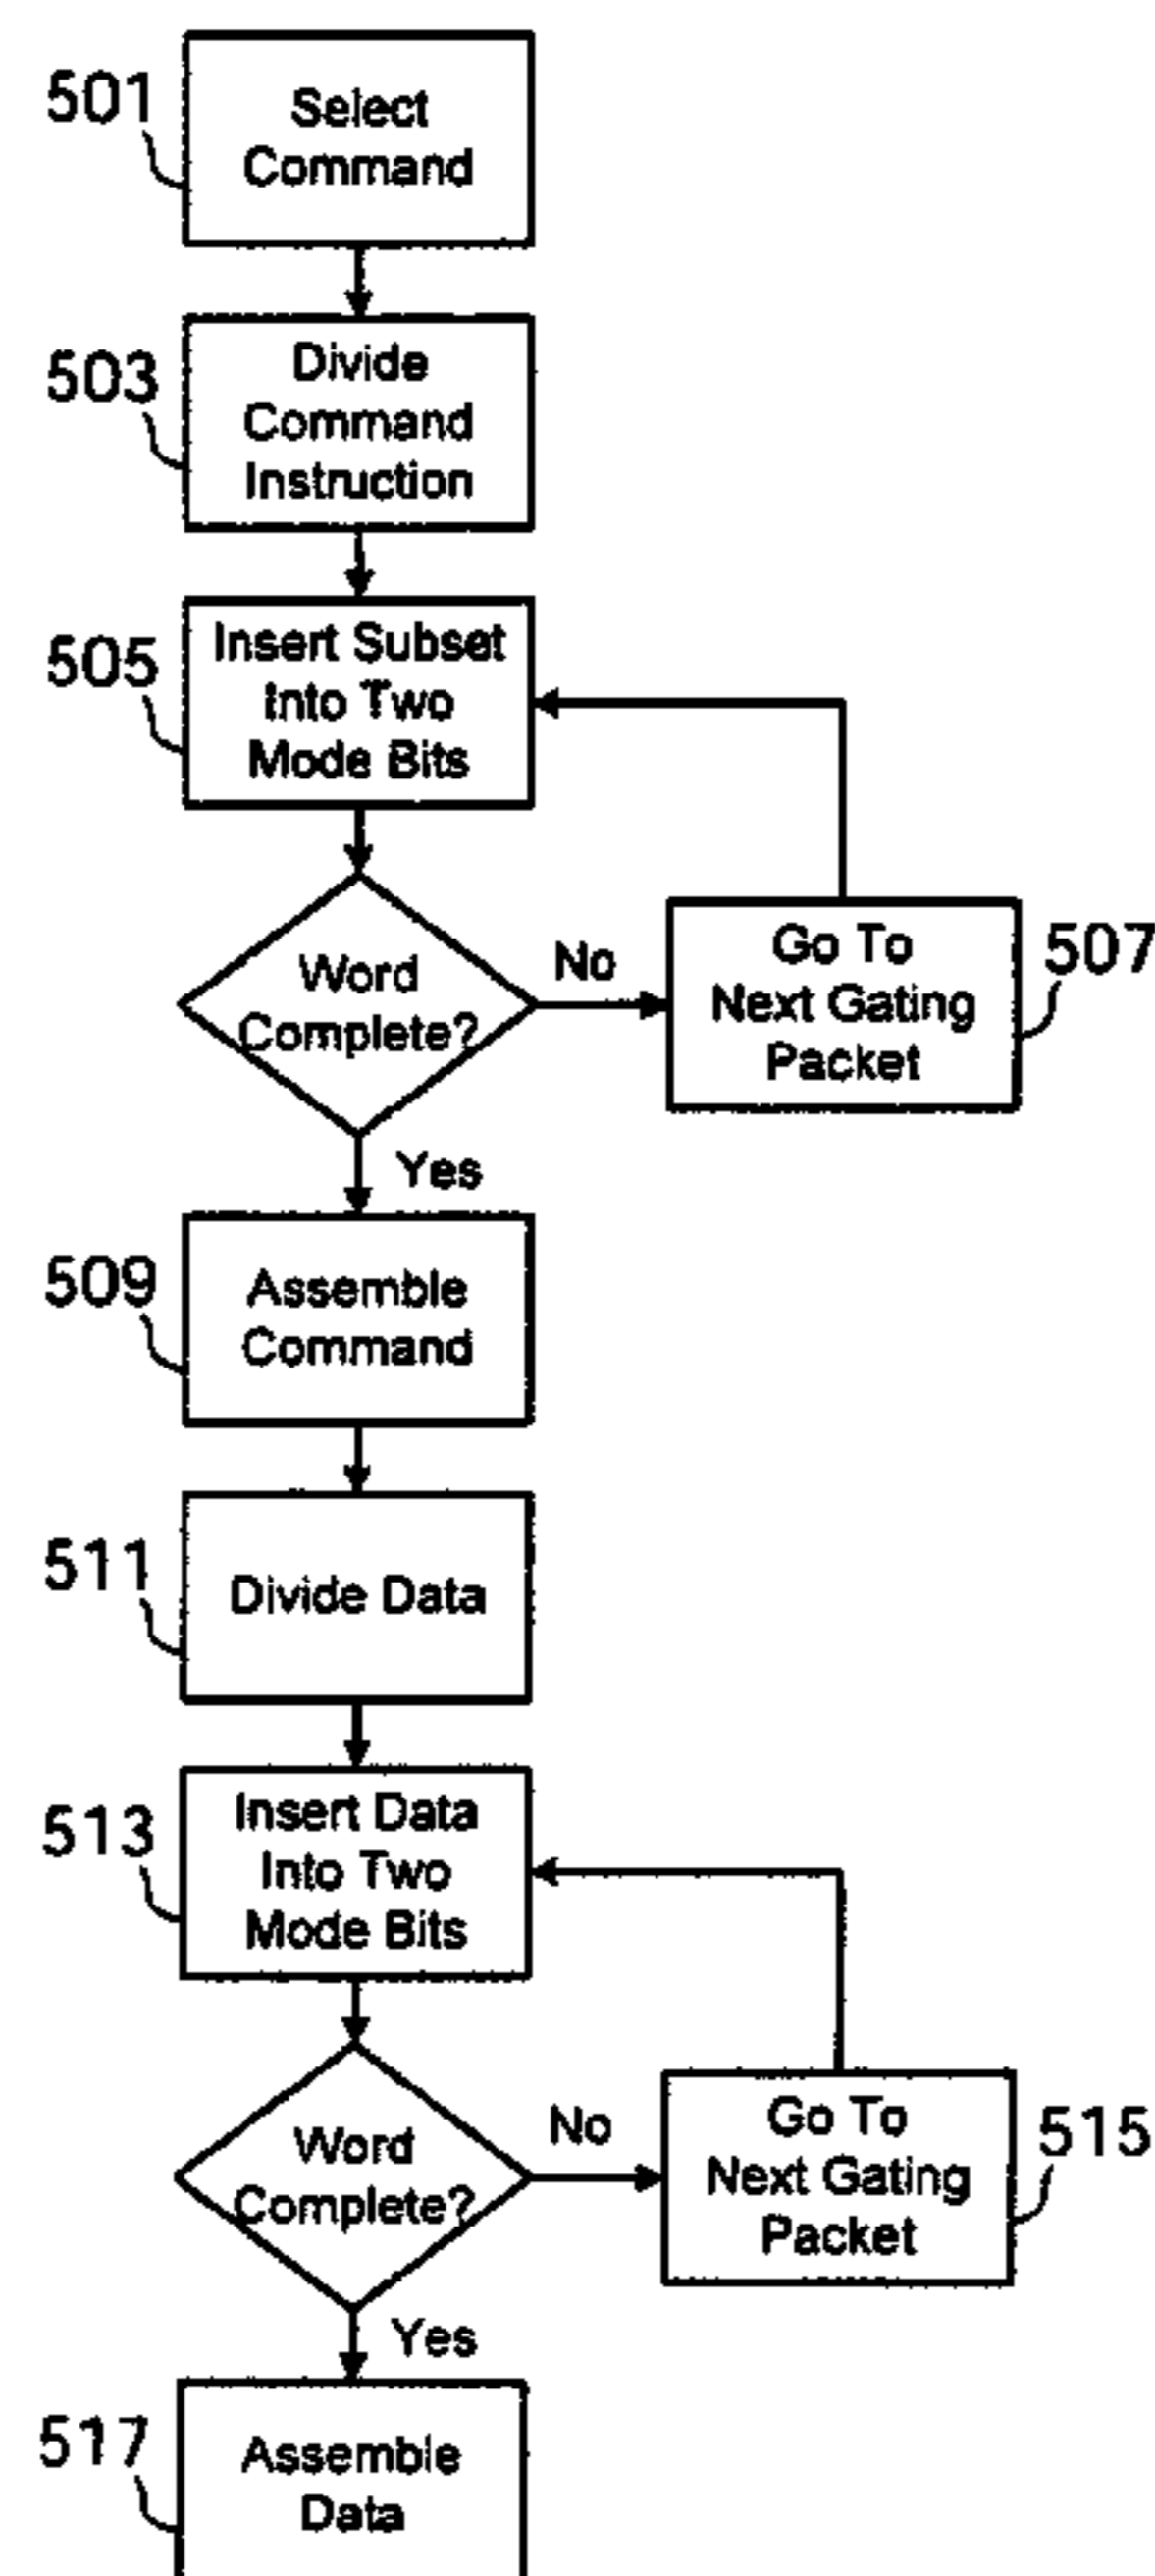 501
Select
Command
503
Divide
Command
Instruction
505
Insert Subset
Into Two
Mode Bits
Word
Complete?
No
Go To
Next Gating
Packet
507
Yes
509
Assemble
Command
511
Divide Data
513
Insert Data
Into Two
Mode Bits
Word
Complete?
No
Go To
Next Gating
Packet
515
Yes
517
Assemble
Data